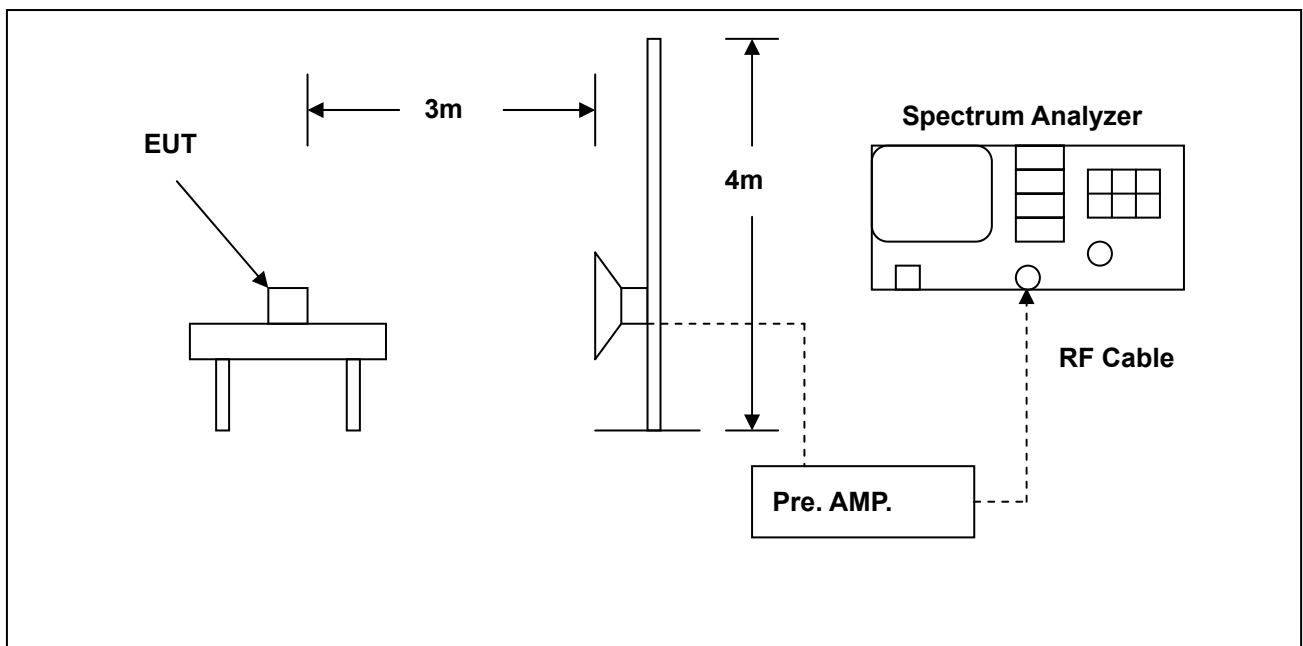 3m
Spectrum Analyzer
EUT
4m
RF Cable
Pre. AMP.